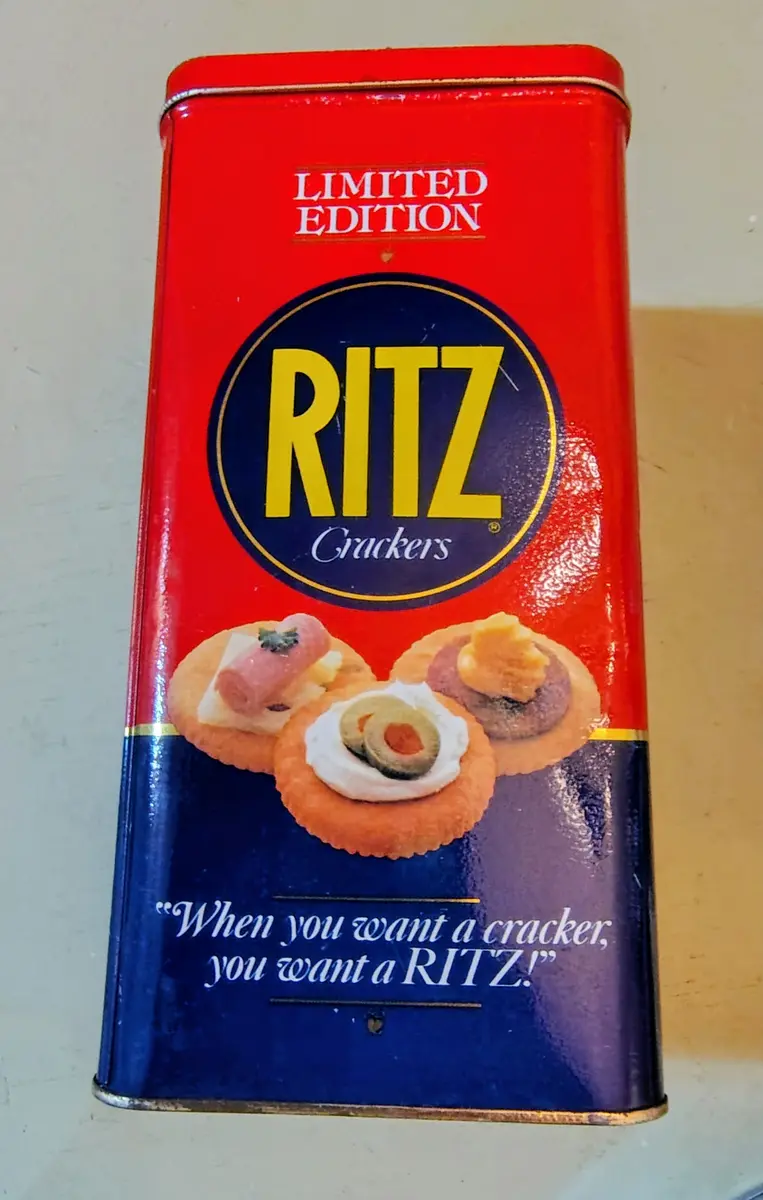 LIMITED
EDITION
RITZ
®
Crackers
“When you want a cracker,
you want a RITZ!”